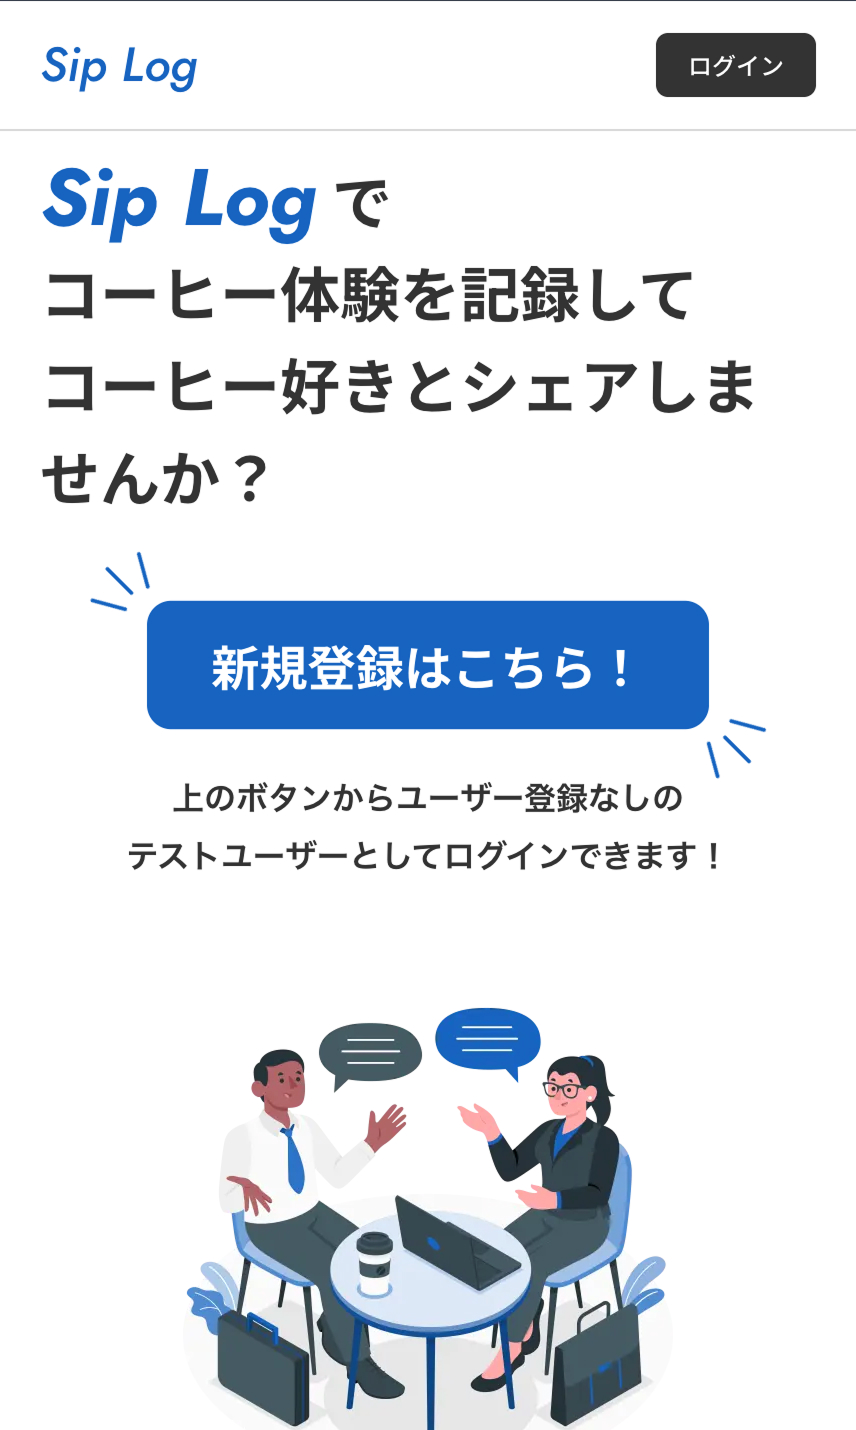 Sip Log
ログイン
Sip Log で
コーヒー体験を記録して
コーヒー好きとシェアしま
せんか？
新規登録はこちら！
上のボタンからユーザー登録なしの
テストユーザーとしてログインできます！